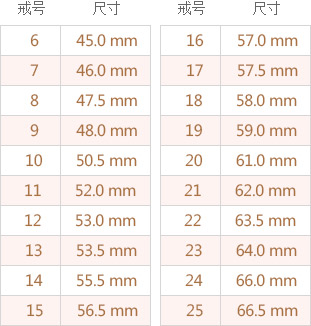 戒号 尺寸 戒号 尺寸
6 45.0 mm 16 57.0 mm
7 46.0 mm 17 57.5 mm
8 47.5 mm 18 58.0 mm
9 48.0 mm 19 59.0 mm
10 50.5 mm 20 61.0 mm
11 52.0 mm 21 62.0 mm
12 53.0 mm 22 63.5 mm
13 53.5 mm 23 64.0 mm
14 55.5 mm 24 66.0 mm
15 56.5 mm 25 66.5 mm